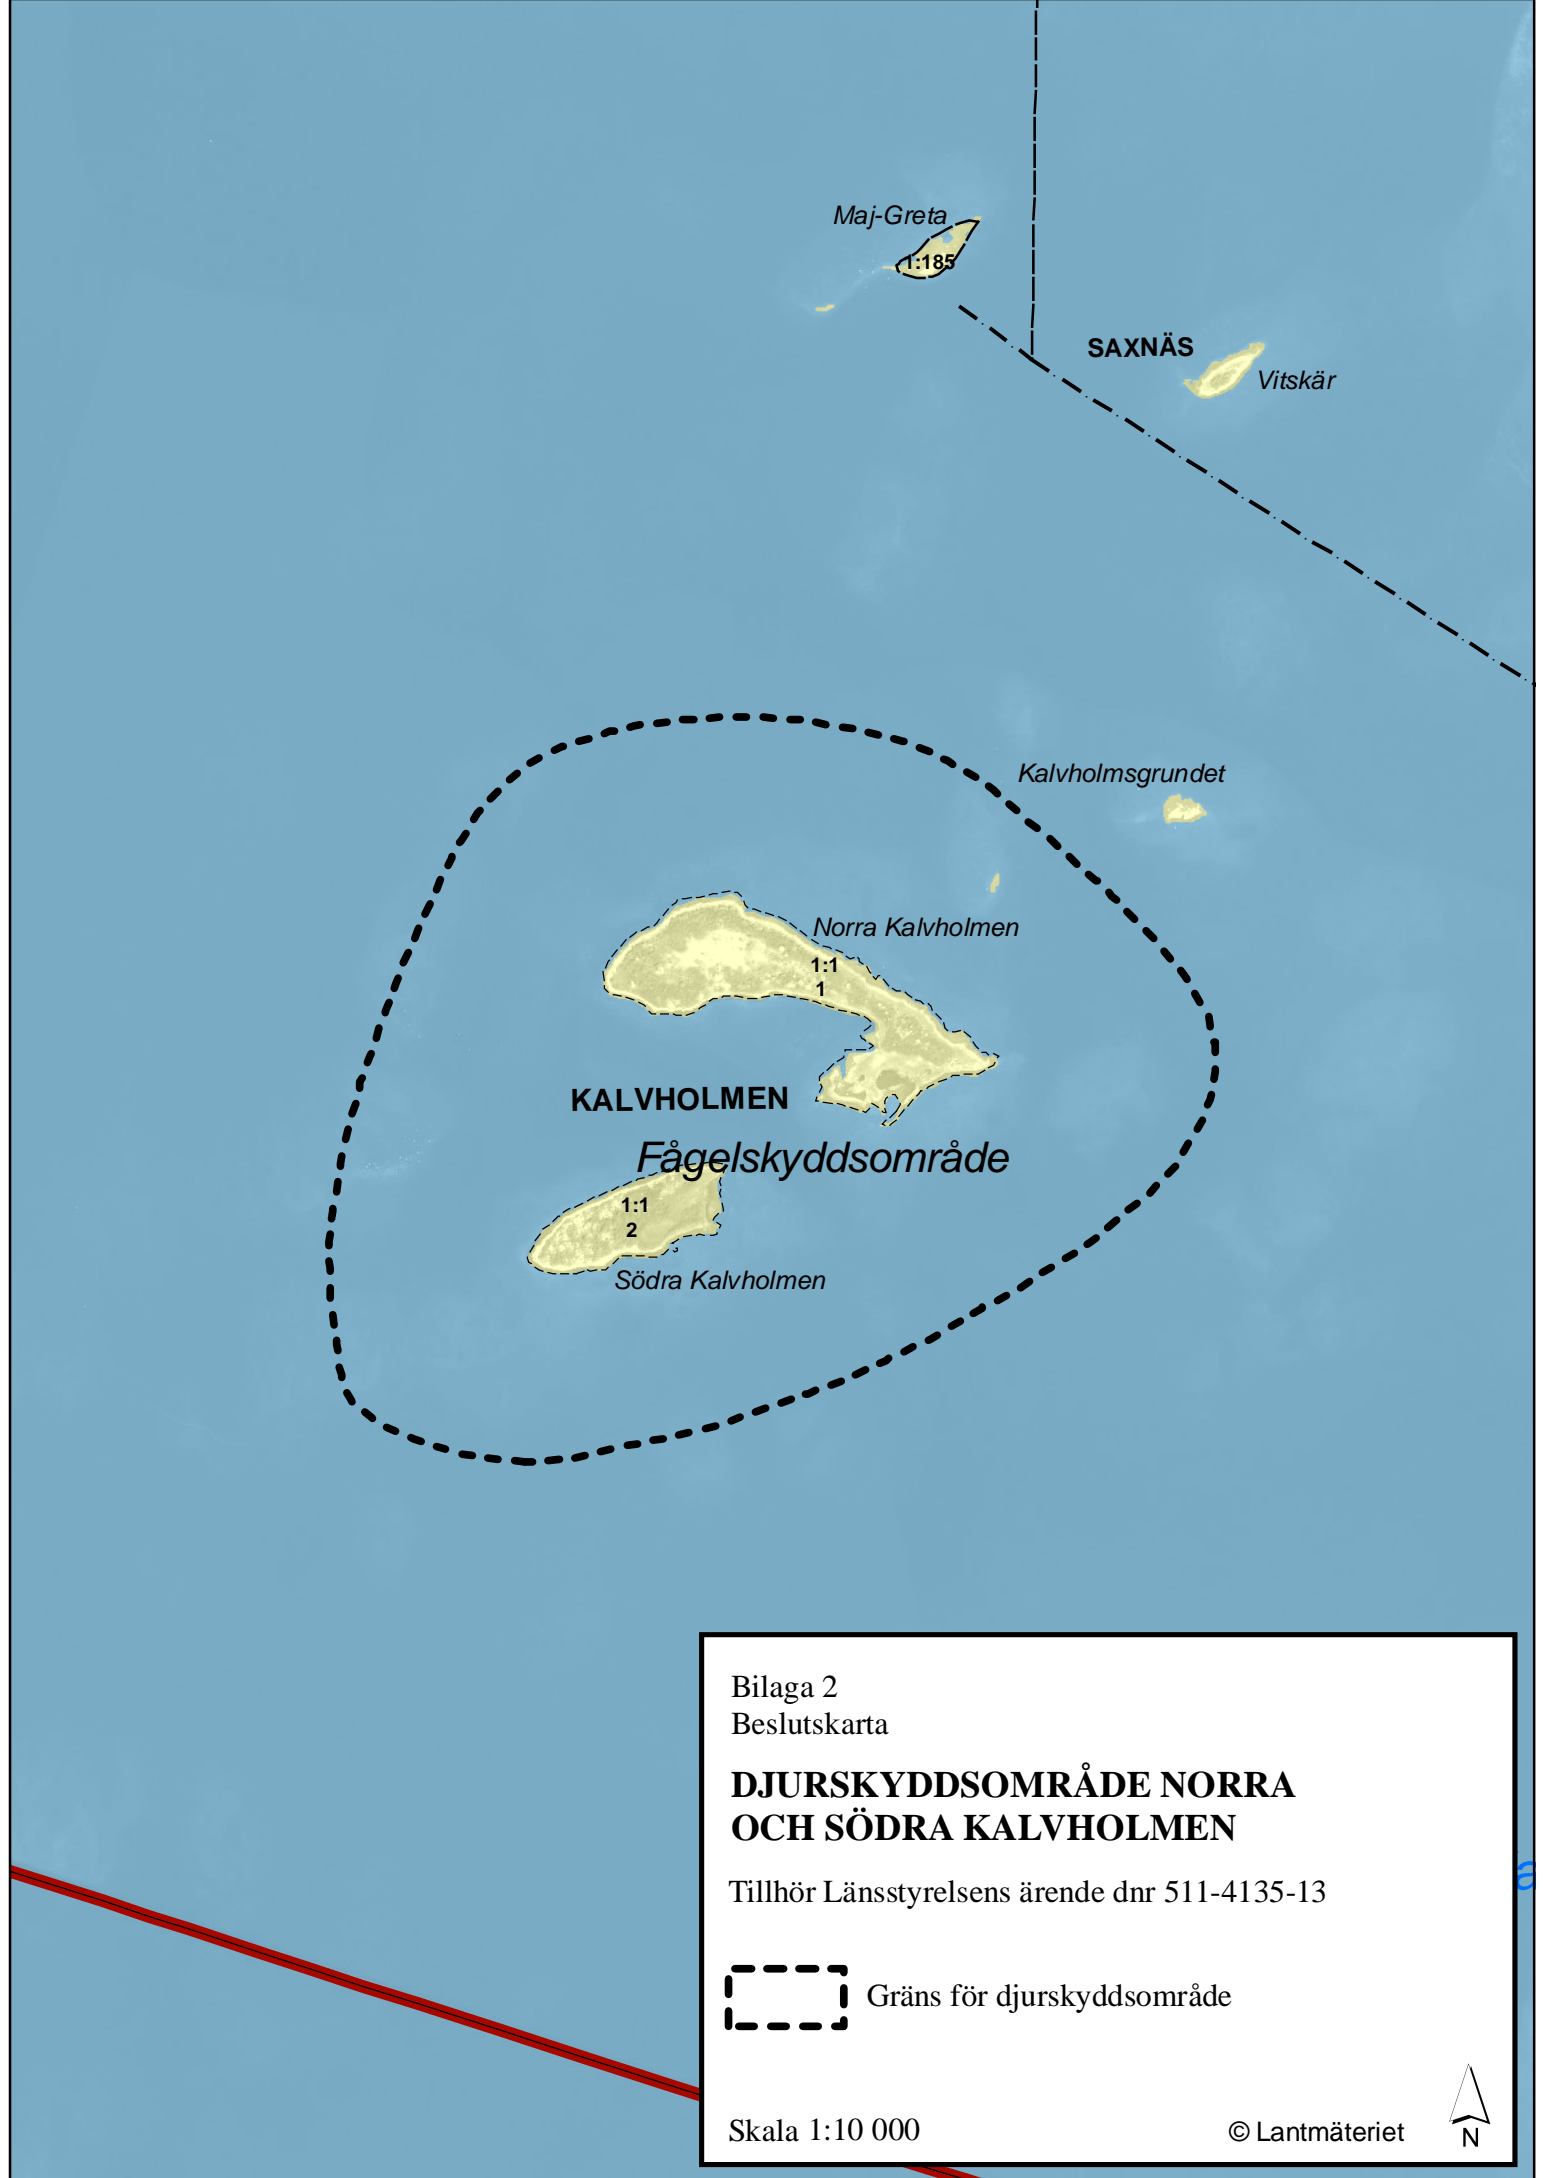 Maj-Greta
1:185
SAXNÄS
Vitskär
Kalvholmsgrundet
Norra Kalvholmen
1:1
1
KALVHOLMEN
Fågelskyddsområde
1:1
2
Södra Kalvholmen
Bilaga 2
Beslutskarta
DJURSKYDDSOMRÅDE NORRA
OCH SÖDRA KALVHOLMEN
a
Tillhör Länsstyrelsens ärende dnr 511-4135-13
Gräns för djurskyddsområde
Skala 1:10 000
© Lantmäteriet
N